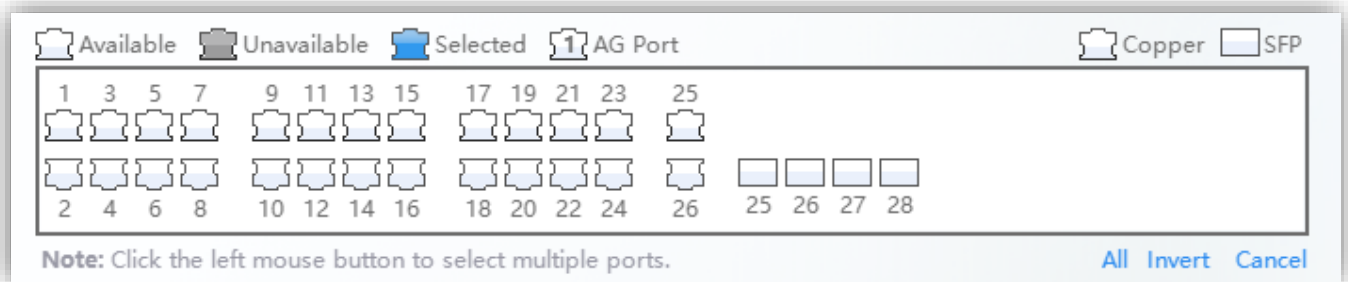 Available Unavailable Selected 1 AG Port Copper SFP
1 3 5 7 9 11 13 15 17 19 21 23 25
2 4 6 8 10 12 14 16 18 20 22 24 26 25 26 27 28
Note: Click the left mouse button to select multiple ports. All Invert Cancel